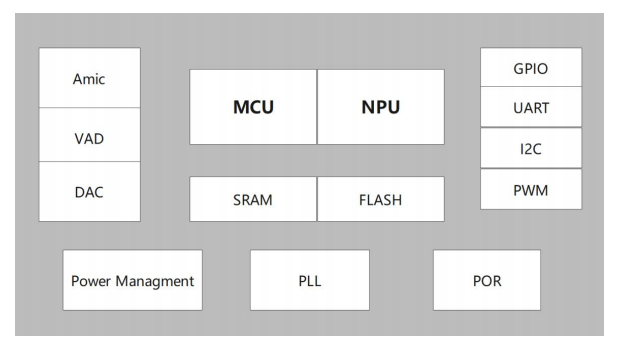 Amic
VAD
DAC
MCU
NPU
SRAM
FLASH
GPIO
UART
I2C
PWM
Power Managment
PLL
POR